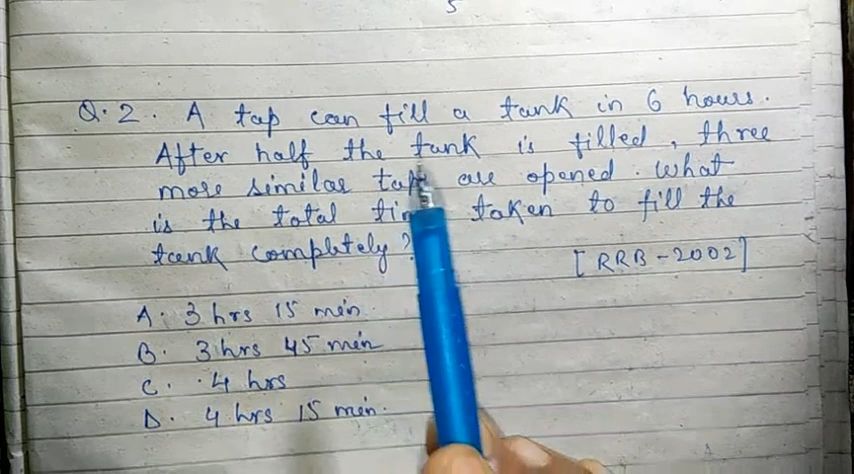 5
Q.2. A tap can fill a tank in 6 hours.
After half the tank is filled, three
more similar are opened. What
is the total taken to fill the
tank completely?
[RRB-2002]
A. 3 hrs 15 min.
B. 3 hrs 45 min
C. .4 hrs
D. 4 hrs 15 min.